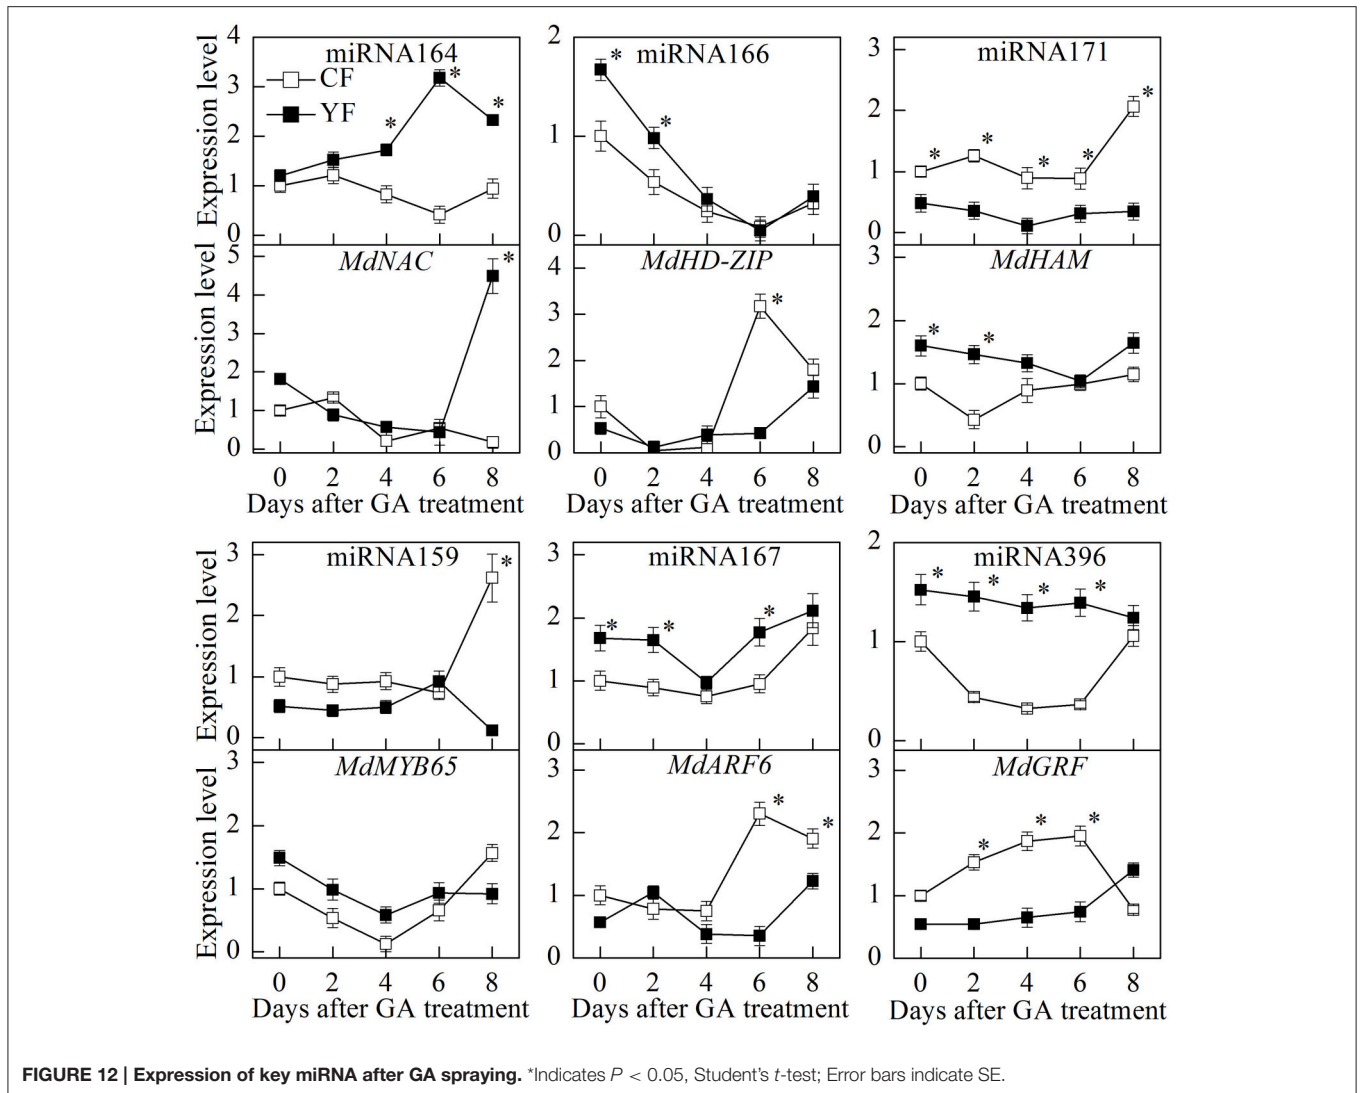 miRNA164
miRNA166
miRNA171
CF
YF
Expression level
4
3
2
1
0
2
1
0
3
2
1
0
MdNAC
MdHD-ZIP
MdHAM
Expression level
5
4
3
2
1
0
4
3
2
1
0
3
2
1
0
0 2 4 6 8
0 2 4 6 8
0 2 4 6 8
Days after GA treatment
Days after GA treatment
Days after GA treatment
miRNA159
miRNA167
miRNA396
Expression level
3
2
1
0
3
2
1
0
2
1
0
MdMYB65
MdARF6
MdGRF
Expression level
3
2
1
0
3
2
1
0
3
2
1
0
0 2 4 6 8
0 2 4 6 8
0 2 4 6 8
Days after GA treatment
Days after GA treatment
Days after GA treatment
FIGURE 12 | Expression of key miRNA after GA spraying. *Indicates P < 0.05, Student's t-test; Error bars indicate SE.